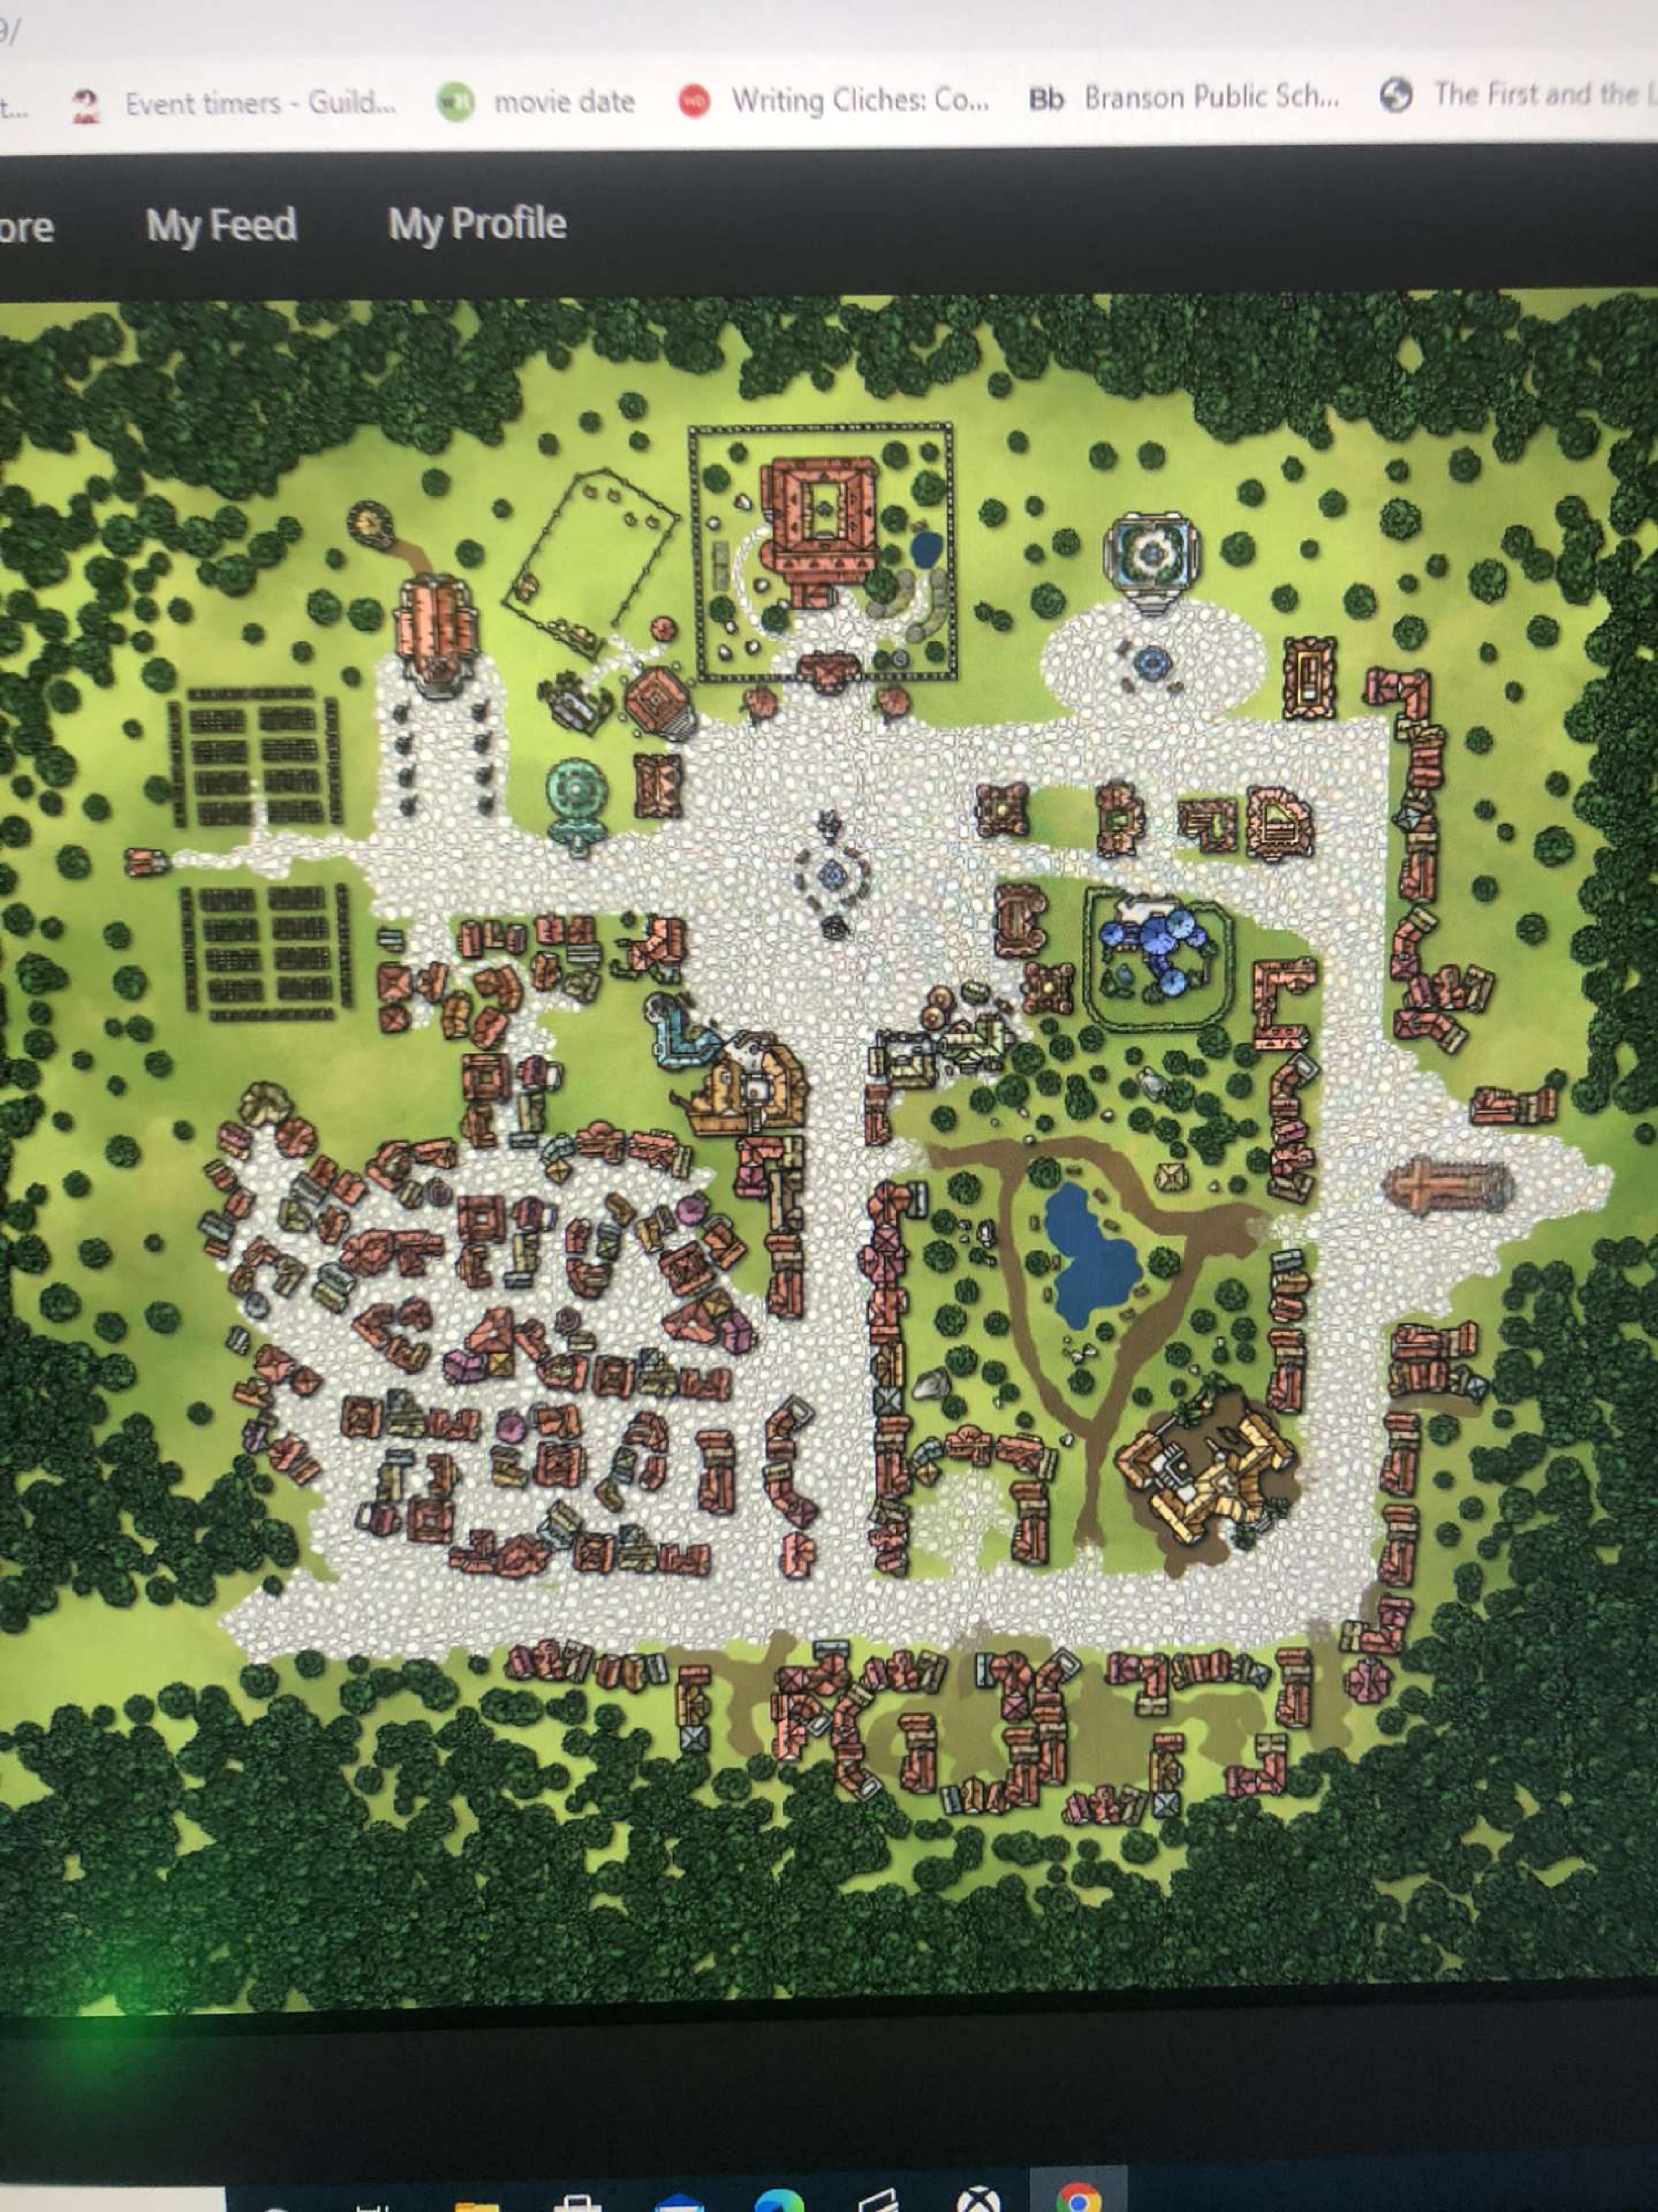 9/
t... Event timers - Guild... movie date Writing Cliches: Co... Bb Branson Public Sch... The First and the L
ore My Feed My Profile